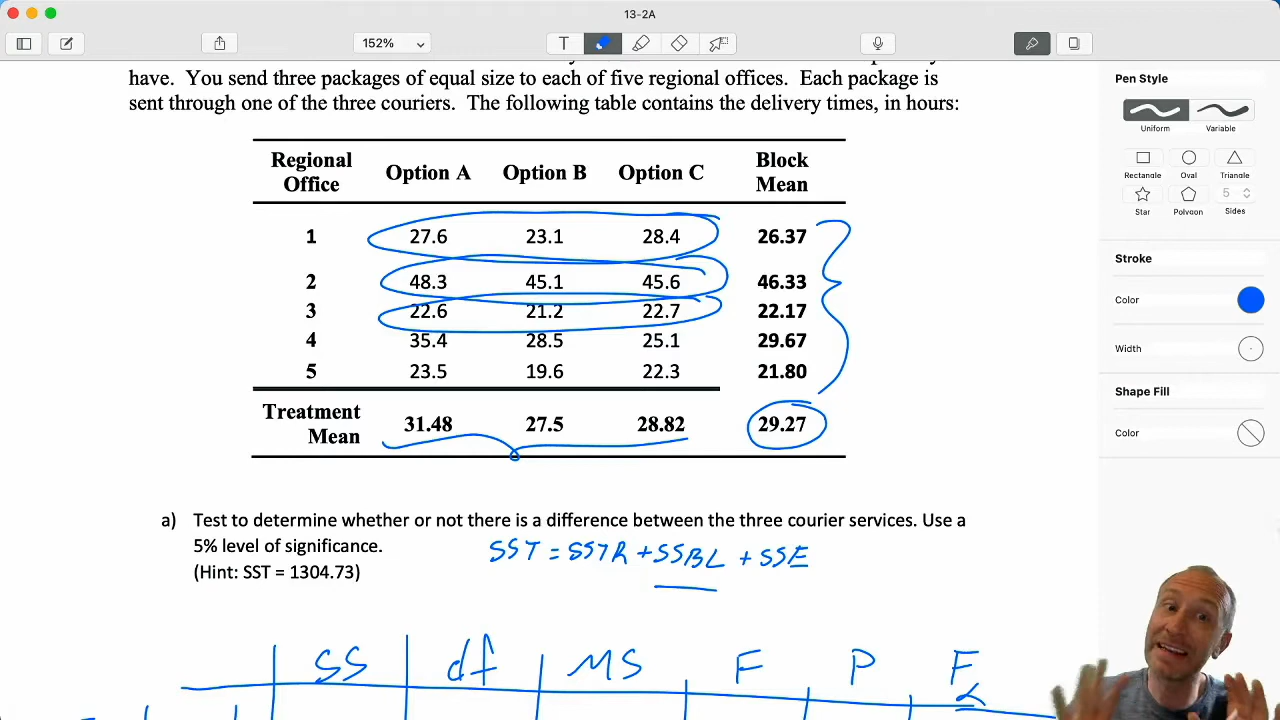 13-2A
152%
T
Pen Style
Uniform Variable
Rectangle Oval Triangle
Star Polygon 5 Sides
Stroke
Color
Width
Shape Fill
Color
have. You send three packages of equal size to each of five regional offices. Each package is
sent through one of the three couriers. The following table contains the delivery times, in hours:
Regional Office Option A Option B Option C Block Mean
1 27.6 23.1 28.4 26.37
2 48.3 45.1 45.6 46.33
3 22.6 21.2 22.7 22.17
4 35.4 28.5 25.1 29.67
5 23.5 19.6 22.3 21.80
Treatment Mean 31.48 27.5 28.82 29.27
a) Test to determine whether or not there is a difference between the three courier services. Use a
5% level of significance.
(Hint: SST = 1304.73)
SST = SSTR + SSBL + SSE
SS df MS F P Fα